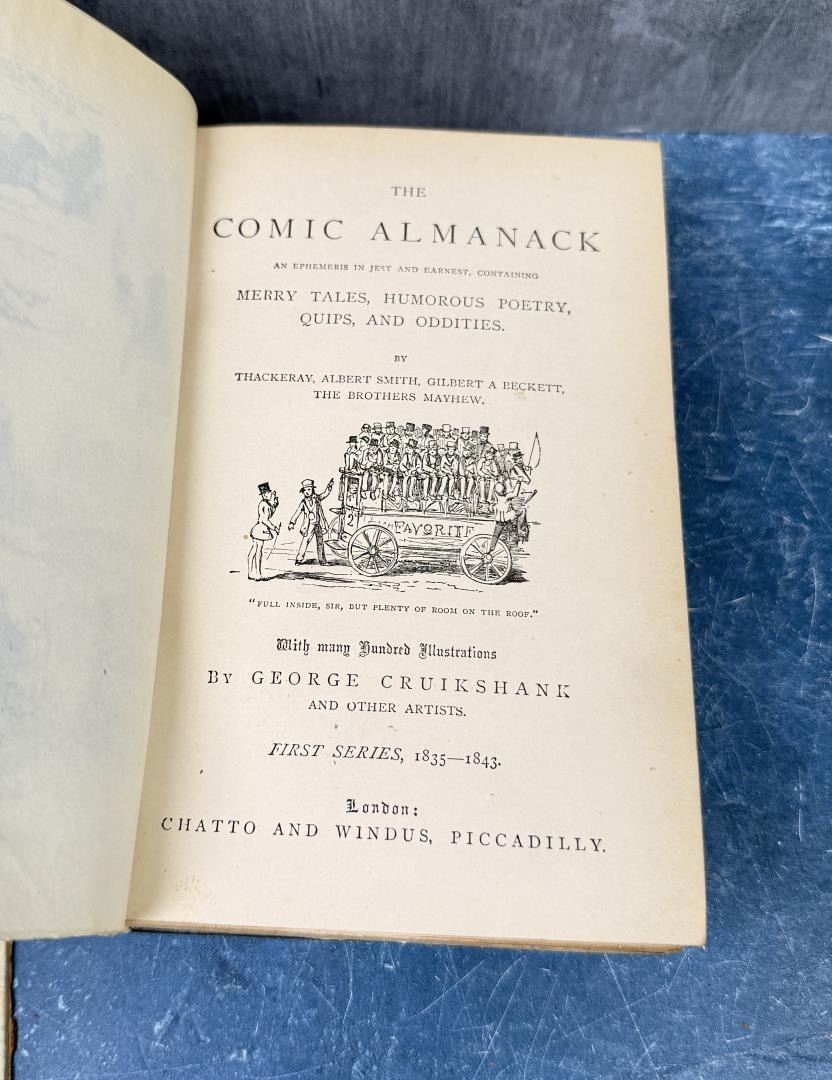 THE
COMIC ALMANACK
AN EPHEMERIS IN JEST AND EARNEST, CONTAINING
MERRY TALES, HUMOROUS POETRY,
QUIPS, AND ODDITIES.
BY
THACKERAY, ALBERT SMITH, GILBERT A BECKETT,
THE BROTHERS MAYHEW.
2
FAVORITE
"FULL INSIDE, SIR, BUT PLENTY OF ROOM ON THE ROOF."
With many Hundred Illustrations
BY GEORGE CRUIKSHANK
AND OTHER ARTISTS.
FIRST SERIES, 1835—1843.
London:
CHATTO AND WINDUS, PICCADILLY.